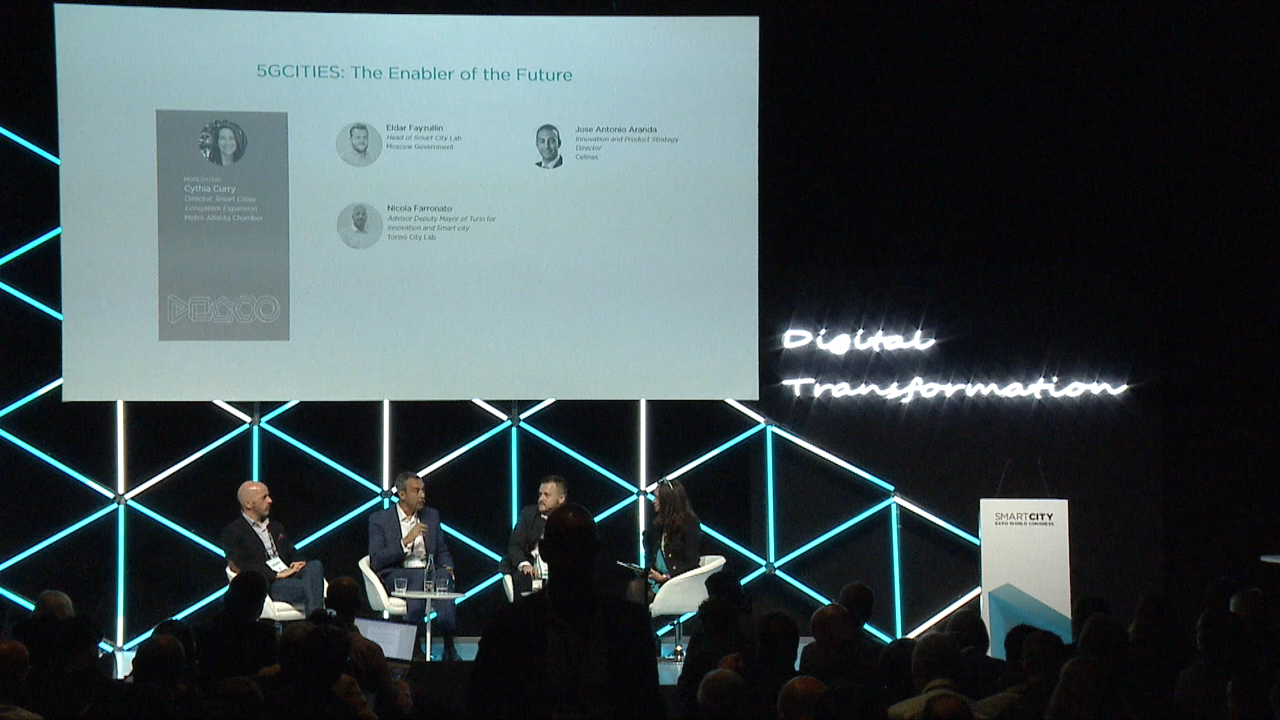 5GCITIES: The Enabler of the Future
MODERATOR:
Cythia Curry
Director, Smart Cities
Ecosystem Expansion
Metro Atlanta Chamber
Eldar Fayzullin
Head of Smart City Lab
Moscow Government
Jose Antonio Aranda
Innovation and Product Strategy
Director
Cellnex
Nicola Farronato
Advisor Deputy Mayor of Turin for
Innovation and Smart city
Torino City Lab
Digital
Transformation
SMARTCITY
EXPO WORLD CONGRESS